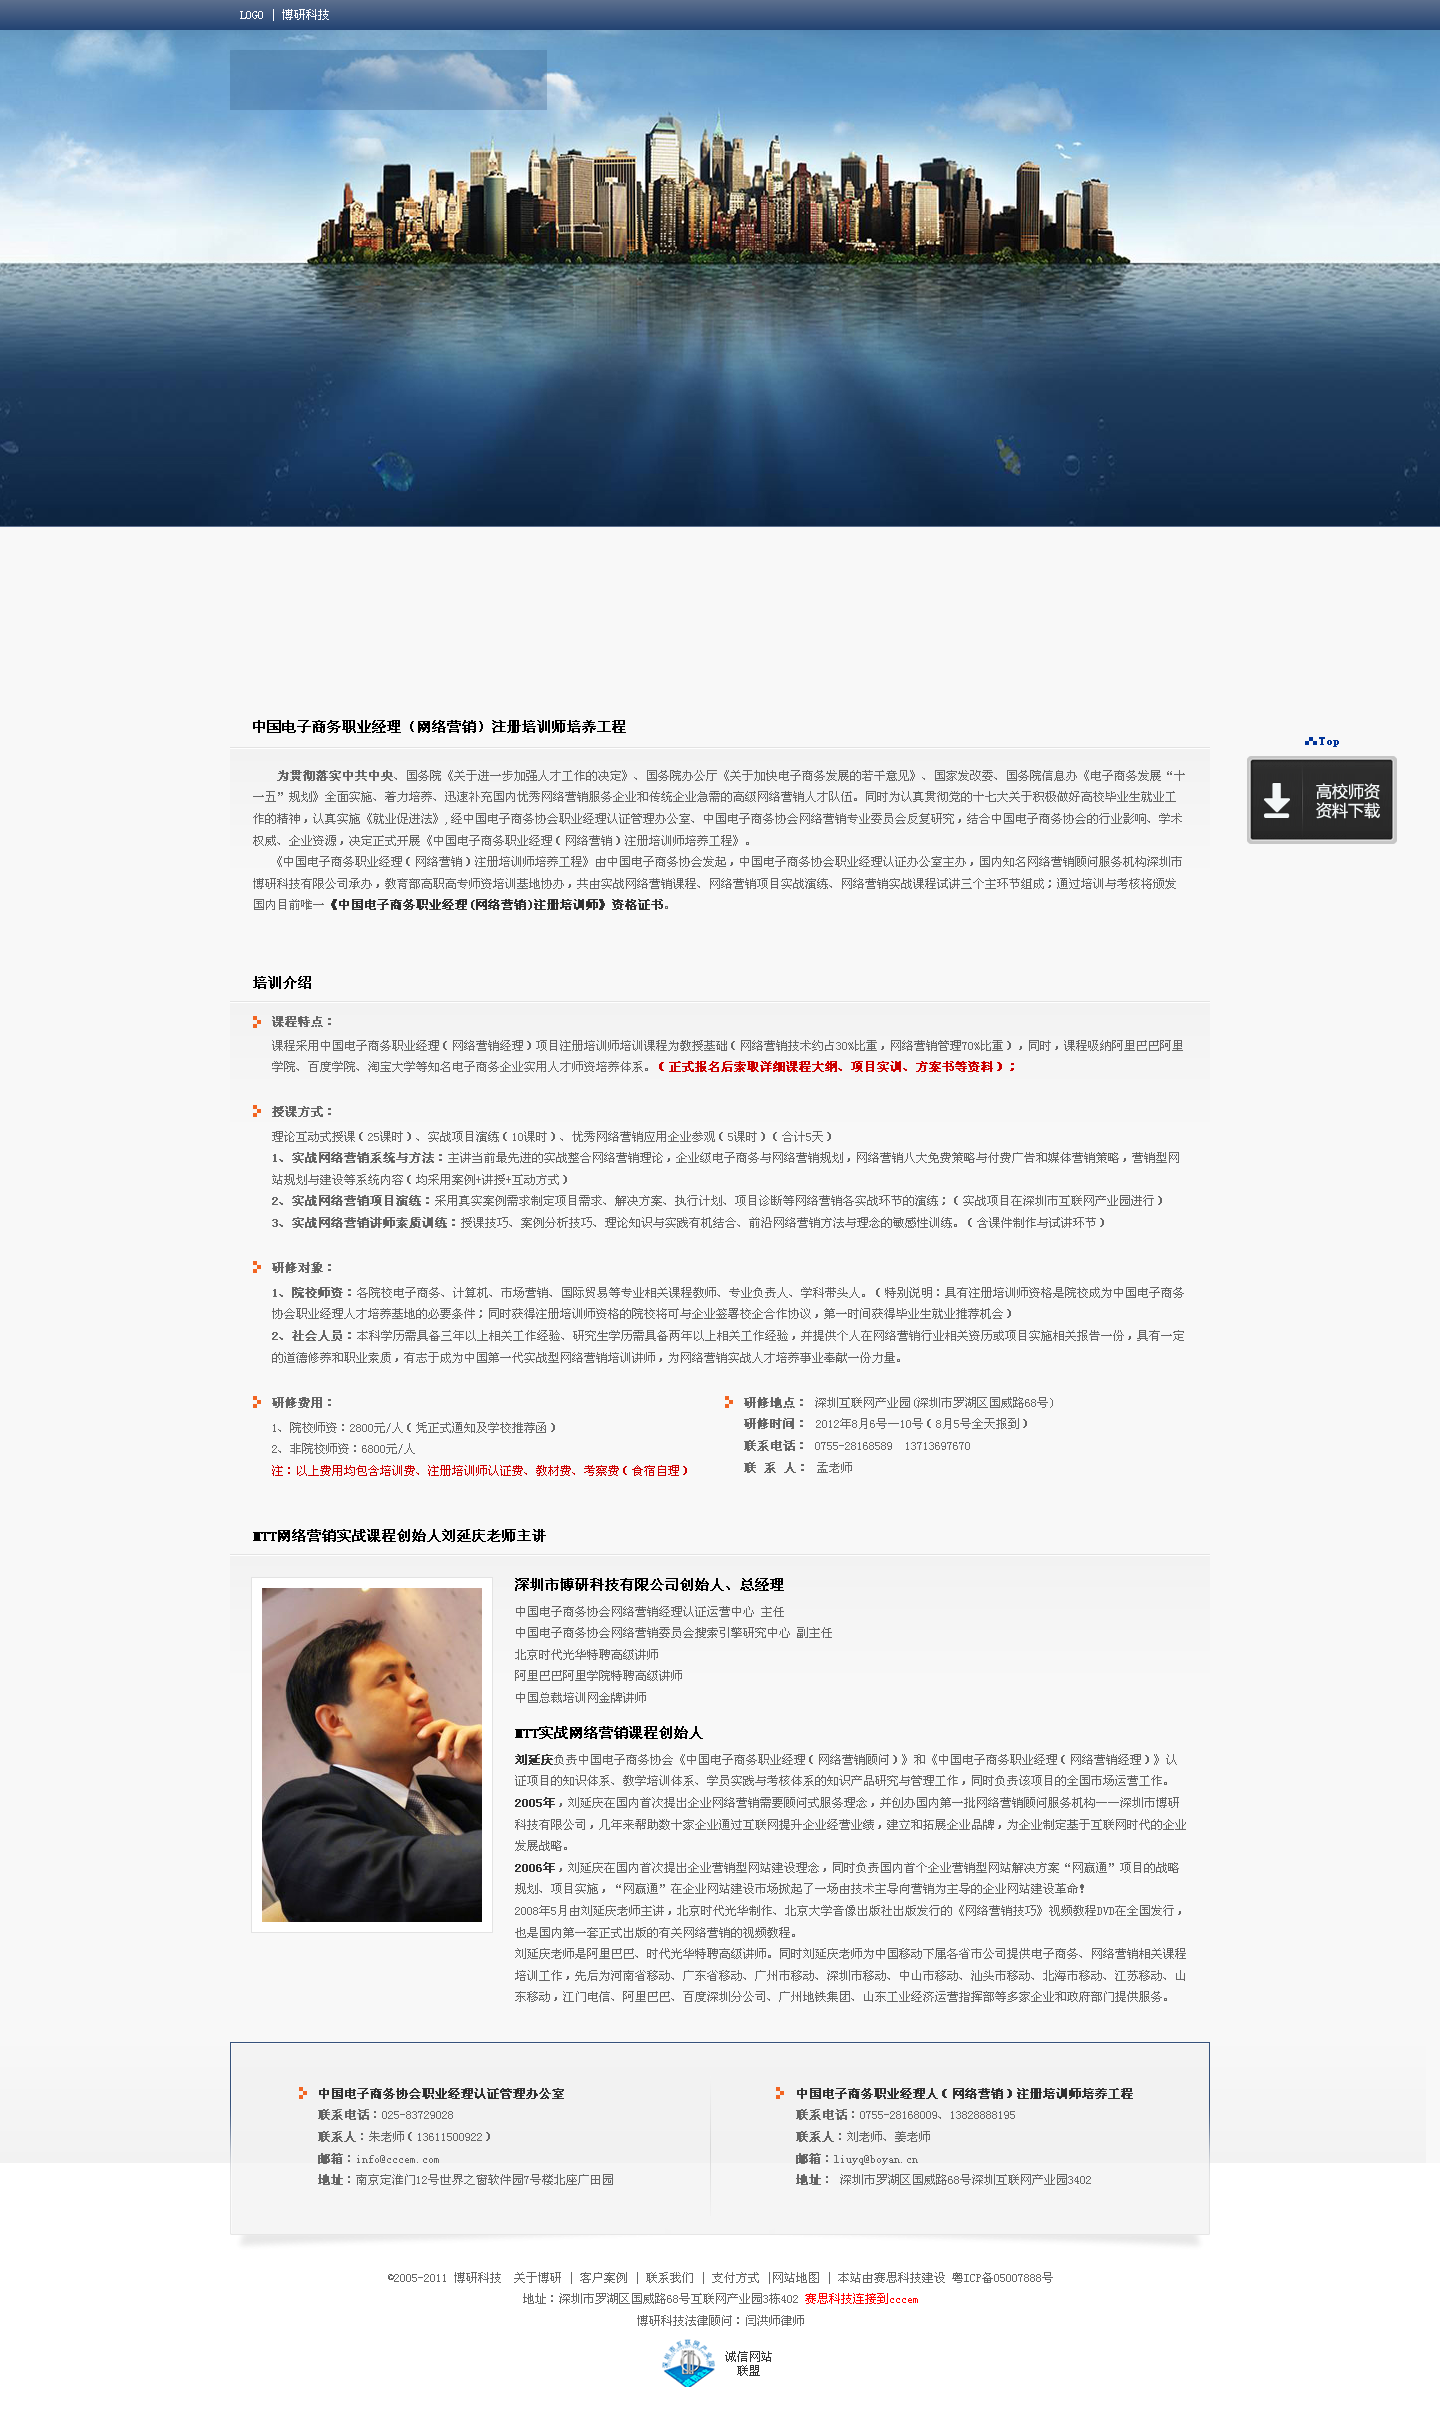 LOGO | 博研科技
中国电子商务职业经理（网络营销）注册培训师培养工程
Top
高校师资
资料下载
为贯彻落实中共中央、国务院《关于进一步加强人才工作的决定》、国务院办公厅《关于加快电子商务发展的若干意见》、国家发改委、国务院信息办《电子商务发展“十
一五”规划》全面实施、着力培养、迅速补充国内优秀网络营销服务企业和传统企业急需的高级网络营销人才队伍。同时为认真贯彻党的十七大关于积极做好高校毕业生就业工
作的精神，认真实施《就业促进法》，经中国电子商务协会职业经理认证管理办公室、中国电子商务协会网络营销专业委员会反复研究，结合中国电子商务协会的行业影响、学术
权威、企业资源，决定正式开展《中国电子商务职业经理（网络营销）注册培训师培养工程》。
《中国电子商务职业经理（网络营销）注册培训师培养工程》由中国电子商务协会发起，中国电子商务协会职业经理认证办公室主办，国内知名网络营销顾问服务机构深圳市
博研科技有限公司承办，教育部高职高专师资培训基地协办，共由实战网络营销课程、网络营销项目实战演练、网络营销实战课程试讲三个主环节组成；通过培训与考核将颁发
国内目前唯一《中国电子商务职业经理(网络营销)注册培训师》资格证书。
培训介绍
课程特点：
课程采用中国电子商务职业经理（网络营销经理）项目注册培训师培训课程为教授基础（网络营销技术约占30%比重，网络营销管理70%比重），同时，课程吸纳阿里巴巴阿里
学院、百度学院、淘宝大学等知名电子商务企业实用人才师资培养体系。（正式报名后索取详细课程大纲、项目实训、方案书等资料）；
授课方式：
理论互动式授课（25课时）、实战项目演练（10课时）、优秀网络营销应用企业参观（5课时）（合计5天）
1、实战网络营销系统与方法：主讲当前最先进的实战整合网络营销理论，企业级电子商务与网络营销规划，网络营销八大免费策略与付费广告和媒体营销策略，营销型网
站规划与建设等系统内容（均采用案例+讲授+互动方式）
2、实战网络营销项目演练：采用真实案例需求制定项目需求、解决方案、执行计划、项目诊断等网络营销各实战环节的演练；（实战项目在深圳市互联网产业园进行）
3、实战网络营销讲师素质训练：授课技巧、案例分析技巧、理论知识与实践有机结合、前沿网络营销方法与理念的敏感性训练。（含课件制作与试讲环节）
研修对象：
1、院校师资：各院校电子商务、计算机、市场营销、国际贸易等专业相关课程教师、专业负责人、学科带头人。（特别说明：具有注册培训师资格是院校成为中国电子商务
协会职业经理人才培养基地的必要条件；同时获得注册培训师资格的院校将可与企业签署校企合作协议，第一时间获得毕业生就业推荐机会）
2、社会人员：本科学历需具备三年以上相关工作经验、研究生学历需具备两年以上相关工作经验，并提供个人在网络营销行业相关资历或项目实施相关报告一份，具有一定
的道德修养和职业素质，有志于成为中国第一代实战型网络营销培训讲师，为网络营销实战人才培养事业奉献一份力量。
研修费用：
1、院校师资：2800元/人（凭正式通知及学校推荐函）
2、非院校师资：6800元/人
注：以上费用均包含培训费、注册培训师认证费、教材费、考察费（食宿自理）
研修地点： 深圳互联网产业园(深圳市罗湖区国威路68号)
研修时间： 2012年8月6号—10号（8月5号全天报到）
联系电话： 0755-28168589 13713697670
联 系 人： 孟老师
MTT网络营销实战课程创始人刘延庆老师主讲
深圳市博研科技有限公司创始人、总经理
中国电子商务协会网络营销经理认证运营中心 主任
中国电子商务协会网络营销委员会搜索引擎研究中心 副主任
北京时代光华特聘高级讲师
阿里巴巴阿里学院特聘高级讲师
中国总裁培训网金牌讲师
MTT实战网络营销课程创始人
刘延庆负责中国电子商务协会《中国电子商务职业经理（网络营销顾问）》和《中国电子商务职业经理（网络营销经理）》认
证项目的知识体系、教学培训体系、学员实践与考核体系的知识产品研究与管理工作，同时负责该项目的全国市场运营工作。
2005年，刘延庆在国内首次提出企业网络营销需要顾问式服务理念，并创办国内第一批网络营销顾问服务机构——深圳市博研
科技有限公司，几年来帮助数十家企业通过互联网提升企业经营业绩，建立和拓展企业品牌，为企业制定基于互联网时代的企业
发展战略。
2006年，刘延庆在国内首次提出企业营销型网站建设理念，同时负责国内首个企业营销型网站解决方案“网赢通”项目的战略
规划、项目实施，“网赢通”在企业网站建设市场掀起了一场由技术主导向营销为主导的企业网站建设革命！
2008年5月由刘延庆老师主讲，北京时代光华制作、北京大学音像出版社出版发行的《网络营销技巧》视频教程DVD在全国发行，
也是国内第一套正式出版的有关网络营销的视频教程。
刘延庆老师是阿里巴巴、时代光华特聘高级讲师。同时刘延庆老师为中国移动下属各省市公司提供电子商务、网络营销相关课程
培训工作，先后为河南省移动、广东省移动、广州市移动、深圳市移动、中山市移动、汕头市移动、北海市移动、江苏移动、山
东移动，江门电信、阿里巴巴、百度深圳分公司、广州地铁集团、山东工业经济运营指挥部等多家企业和政府部门提供服务。
中国电子商务协会职业经理认证管理办公室
联系电话：025-83729028
联系人：朱老师（13611500922）
邮箱：info@cccem.com
地址：南京定淮门12号世界之窗软件园7号楼北座广田园
中国电子商务职业经理人（网络营销）注册培训师培养工程
联系电话：0755-28168009、13828888195
联系人：刘老师、姜老师
邮箱：liuyq@boyan.cn
地址： 深圳市罗湖区国威路68号深圳互联网产业园3402
©2005-2011 博研科技 关于博研 | 客户案例 | 联系我们 | 支付方式 |网站地图 | 本站由赛思科技建设 粤ICP备05007888号
地址：深圳市罗湖区国威路68号互联网产业园3栋402 赛思科技连接到cccem
博研科技法律顾问：闫洪师律师
诚信网站
联盟